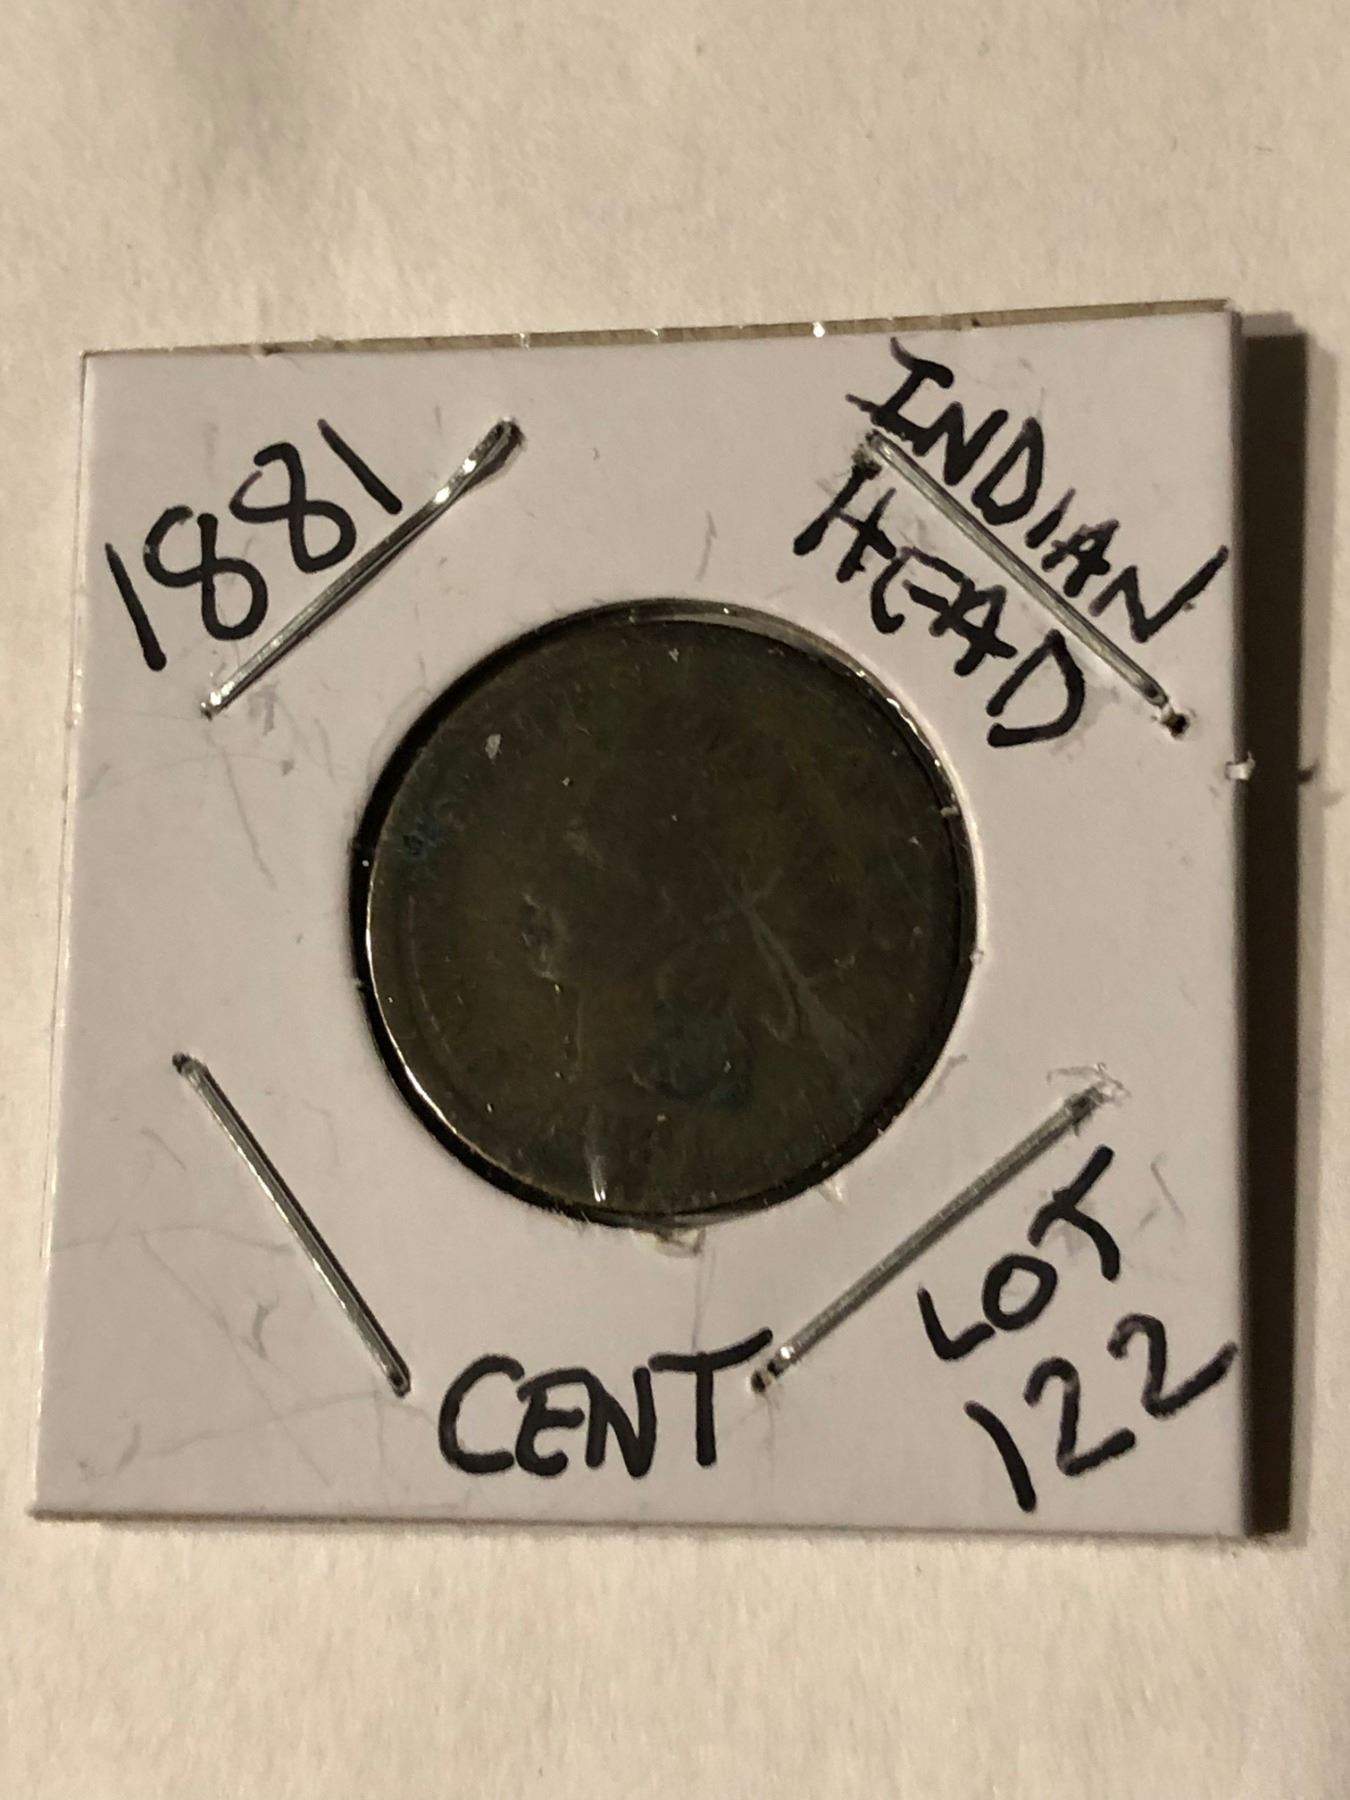 1881
INDIAN
HEAD
CENT
LOT
122